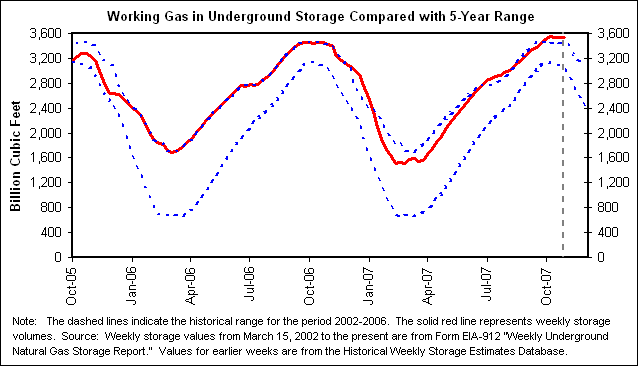 Working Gas in Underground Storage Compared with 5-Year Range
Billion Cubic Feet
3,600
3,200
2,800
2,400
2,000
1,600
1,200
800
400
0
3,600
3,200
2,800
2,400
2,000
1,600
1,200
800
400
0
Oct-05
Jan-06
Apr-06
Jul-06
Oct-06
Jan-07
Apr-07
Jul-07
Oct-07
Note: The dashed lines indicate the historical range for the period 2002-2006. The solid red line represents weekly storage
volumes. Source: Weekly storage values from March 15, 2002 to the present are from Form EIA-912 "Weekly Underground
Natural Gas Storage Report." Values for earlier weeks are from the Historical Weekly Storage Estimates Database.